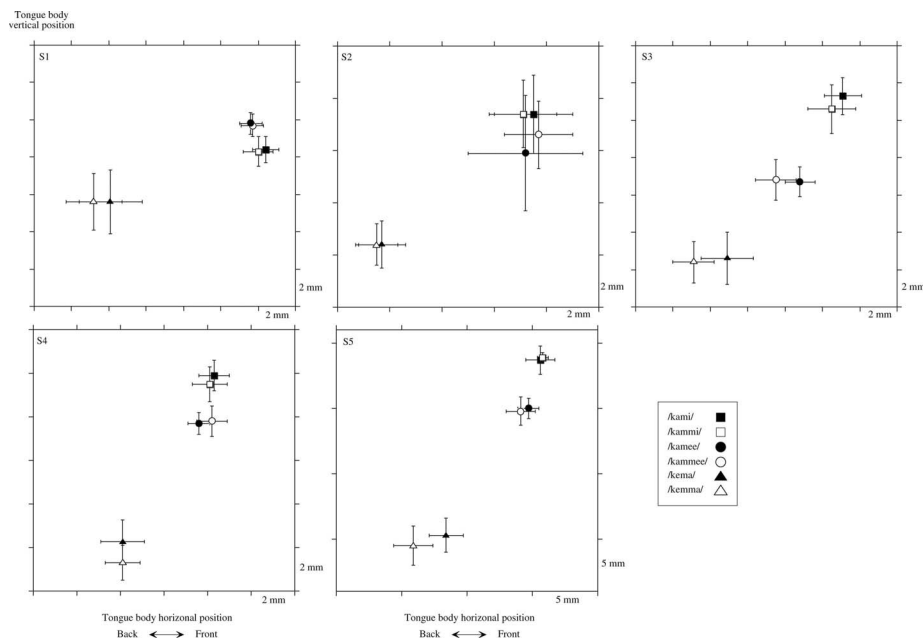 Tongue body
vertical position
S1
S2
S3
2 mm
2 mm
2 mm
2 mm
2 mm
2 mm
S4
S5
/kami/
/kammi/
/kamee/
/kammee/
/kema/
/kemma/
2 mm
5 mm
2 mm
5 mm
Tongue body horizonal position
Tongue body horizonal position
Back Front
Back Front